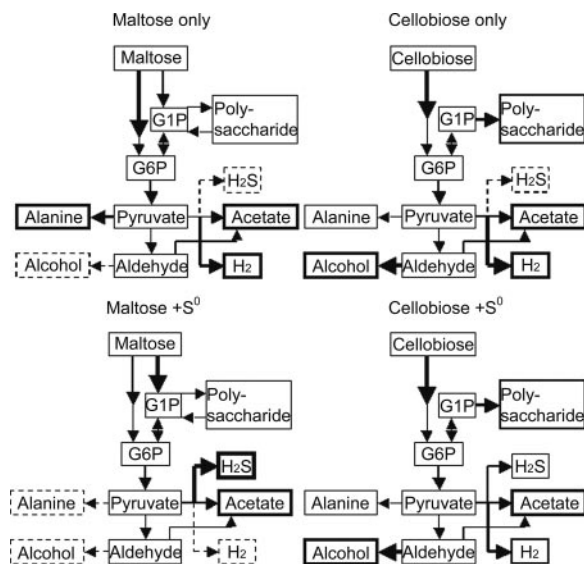 Maltose only
Maltose
G1P
Poly-
saccharide
G6P
H2S
Alanine
Pyruvate
Acetate
Alcohol
Aldehyde
H2
Cellobiose only
Cellobiose
G1P
Poly-
saccharide
G6P
H2S
Alanine
Pyruvate
Acetate
Alcohol
Aldehyde
H2
Maltose +S⁰
Maltose
G1P
Poly-
saccharide
G6P
H2S
Alanine
Pyruvate
Acetate
Alcohol
Aldehyde
H2
Cellobiose +S⁰
Cellobiose
G1P
Poly-
saccharide
G6P
H2S
Alanine
Pyruvate
Acetate
Alcohol
Aldehyde
H2